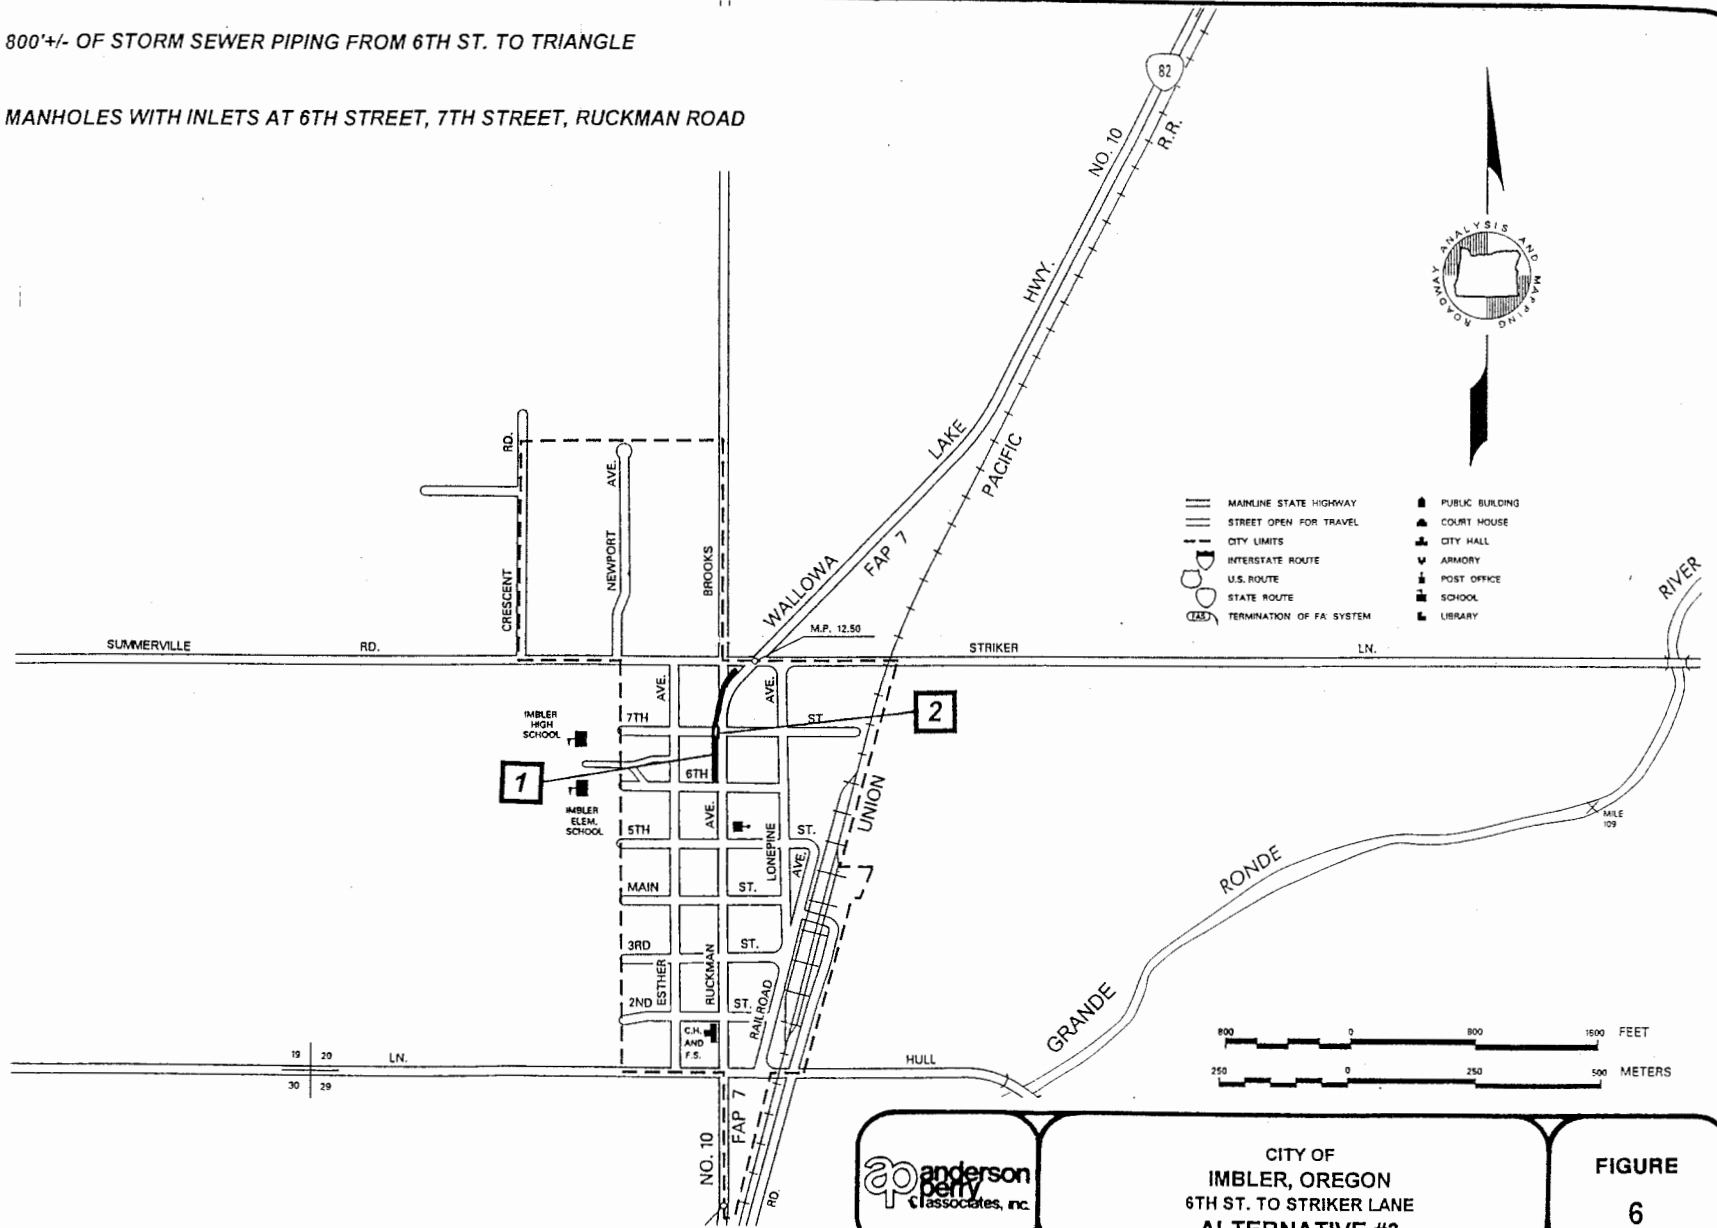 800'+/- OF STORM SEWER PIPING FROM 6TH ST. TO TRIANGLE
MANHOLES WITH INLETS AT 6TH STREET, 7TH STREET, RUCKMAN ROAD
82
NO. 10
R.R.
HWY.
LAKE
PACIFIC
WALLOWA
FAP 7
ROADWAY ANALYSIS AND MAPPING
MAINLINE STATE HIGHWAY
STREET OPEN FOR TRAVEL
CITY LIMITS
INTERSTATE ROUTE
U.S. ROUTE
STATE ROUTE
FAS
TERMINATION OF FA SYSTEM
PUBLIC BUILDING
COURT HOUSE
CITY HALL
ARMORY
POST OFFICE
SCHOOL
LIBRARY
RD.
CRESCENT
AVE.
NEWPORT
BROOKS
M.P. 12.50
SUMMERVILLE
RD.
STRIKER
LN.
RIVER
AVE.
AVE.
7TH
ST.
IMBLER
HIGH
SCHOOL
2
1
6TH
IMBLER
ELEM.
SCHOOL
AVE.
5TH
ST.
LONEPINE
AVE.
UNION
MILE
109
MAIN
ST.
RONDE
3RD
ST.
ESTHER
RUCKMAN
2ND
ST.
RAILROAD
C.H.
AND
F.S.
GRANDE
19 20
30 29
LN.
HULL
800 0 800 1600 FEET
250 0 250 500 METERS
NO. 10
FAP 7
RD.
ap
anderson
perry
& associates, inc.
CITY OF
IMBLER, OREGON
6TH ST. TO STRIKER LANE
FIGURE
6